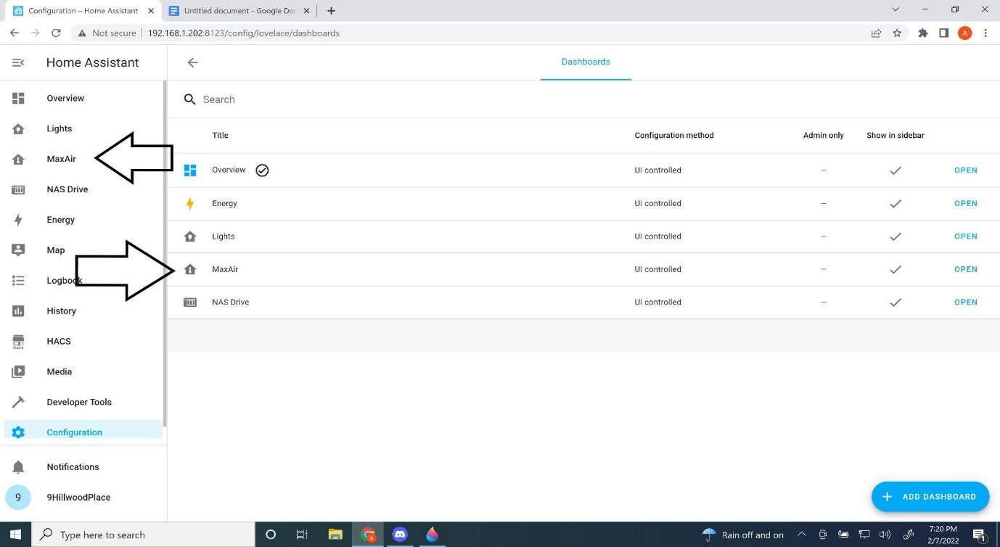 Configuration – Home Assistant
Untitled document - Google Doc
Not secure 192.168.1.202:8123/config/lovelace/dashboards
A
Home Assistant
Dashboards
Overview
Lights
MaxAir
NAS Drive
Energy
Map
Logbook
History
HACS
HACS
Media
Developer Tools
Configuration
Notifications
9 9HillwoodPlace
Search
Title Configuration method Admin only Show in sidebar
Overview UI controlled – OPEN
Energy UI controlled – OPEN
Lights UI controlled – OPEN
MaxAir UI controlled – OPEN
NAS Drive UI controlled – OPEN
+ ADD DASHBOARD
Type here to search
A
Rain off and on
7:20 PM
2/7/2022
1